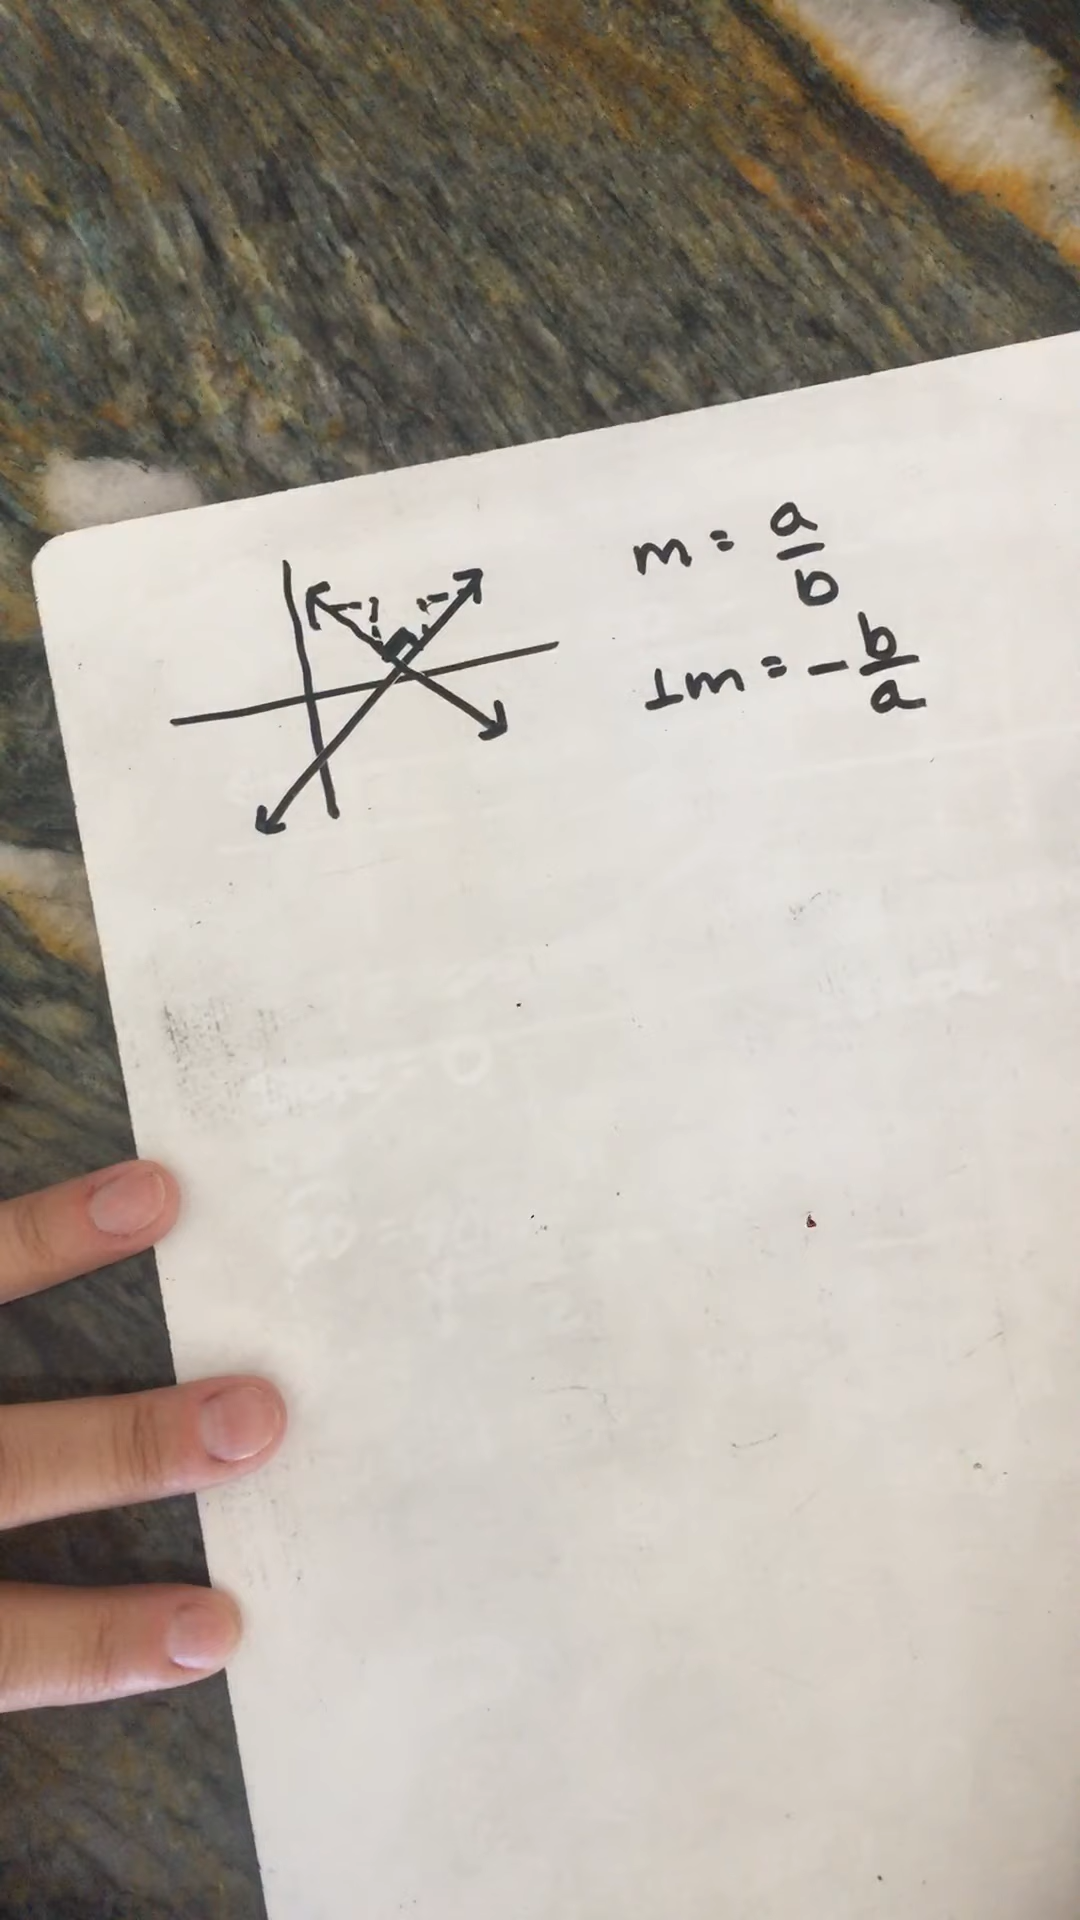 m = a/b
⊥m = -b/a